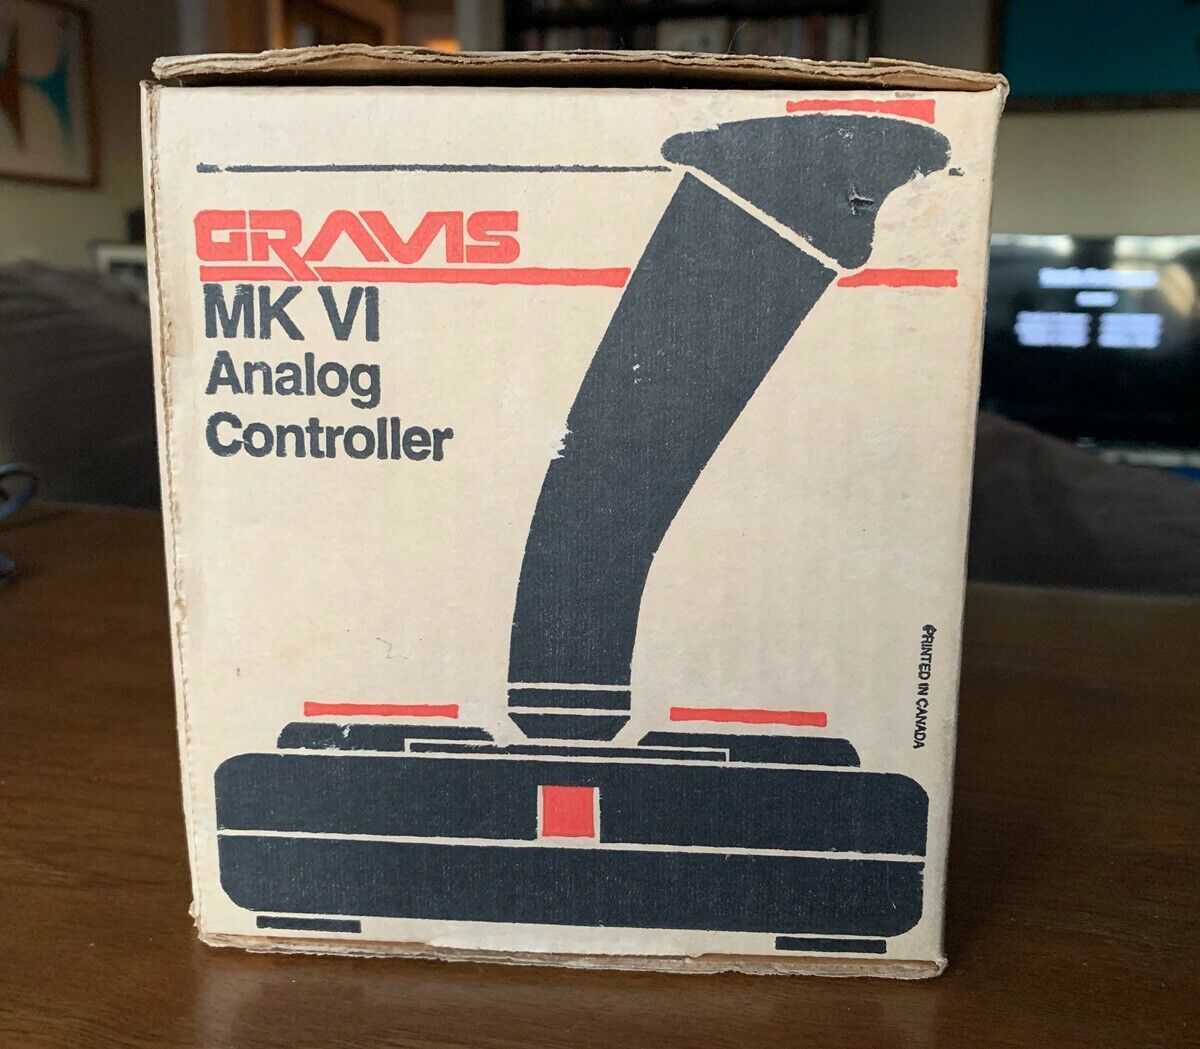 GRAVIS
MK VI
Analog
Controller
PRINTED IN CANADA